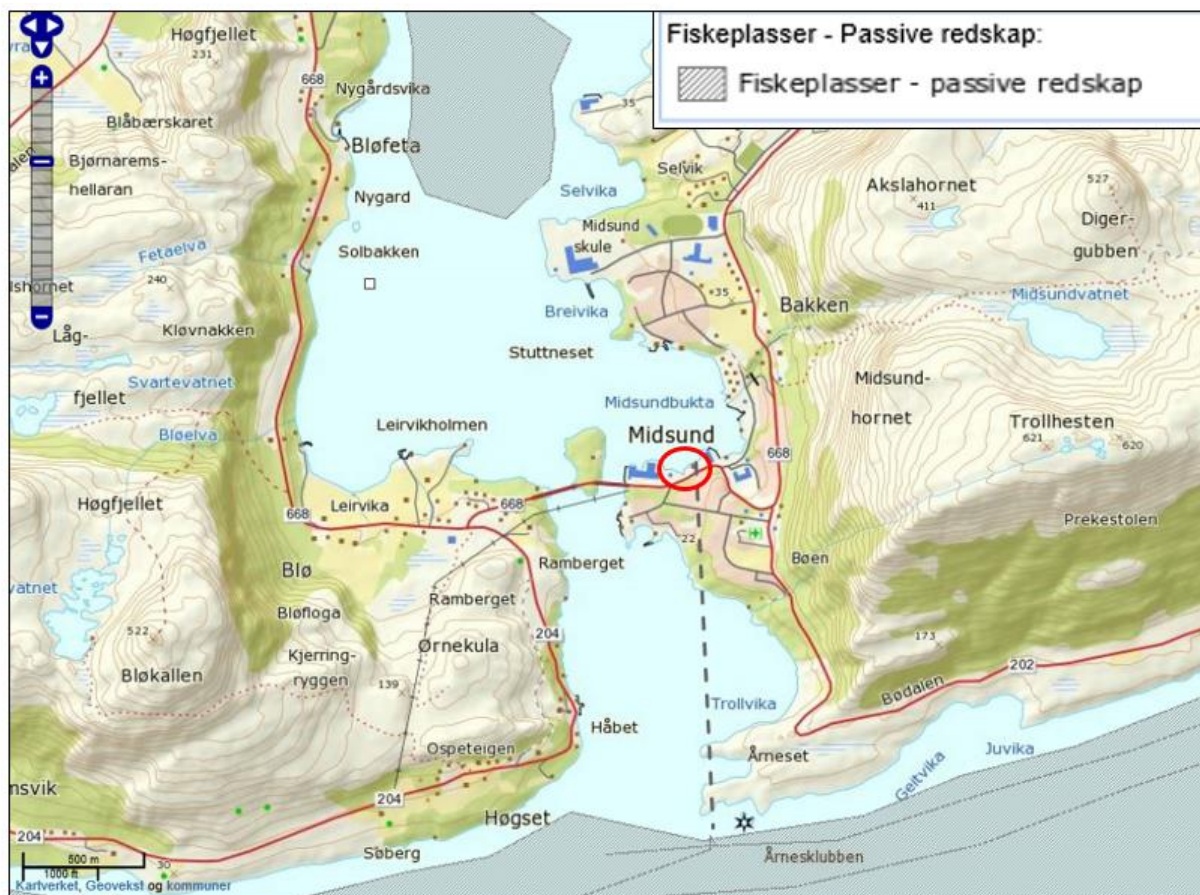 Fiskeplasser - Passive redskap:
Fiskeplasser - passive redskap
Høgfjellet
231
668
Nygårdsvika
35
Blåbærskaret
Bløfeta
Bjørnarems-
hellaran
Selvik
Akslahornet
411
527
Diger-
gubben
Nygard
Selvika
Midsund
skule
Fetaelva
Solbakken
240
35
Bakken
Midsundvatnet
Breivika
Kløvnakken
Låg-
fjellet
Stuttneset
Svartevatnet
Midsund-
hornet
Midsundbukta
Trollhesten
621
620
Leirvikholmen
Bløelva
Midsund
668
Høgfjellet
Leirvika
668
668
Prekestolen
22
Bøen
Ramberget
Blø
vatnet
Bløfloga
Ramberget
204
522
Ørnekula
173
202
Bløkallen
Kjerring-
ryggen
139
Bødalen
Trollvika
Håbet
Juvika
Ospeteigen
Årneset
Geitvika
msvik
204
Høgset
204
Søberg
Årnesklubben
500 m
1000 ft
30
Kartverket, Geovekst og kommuner